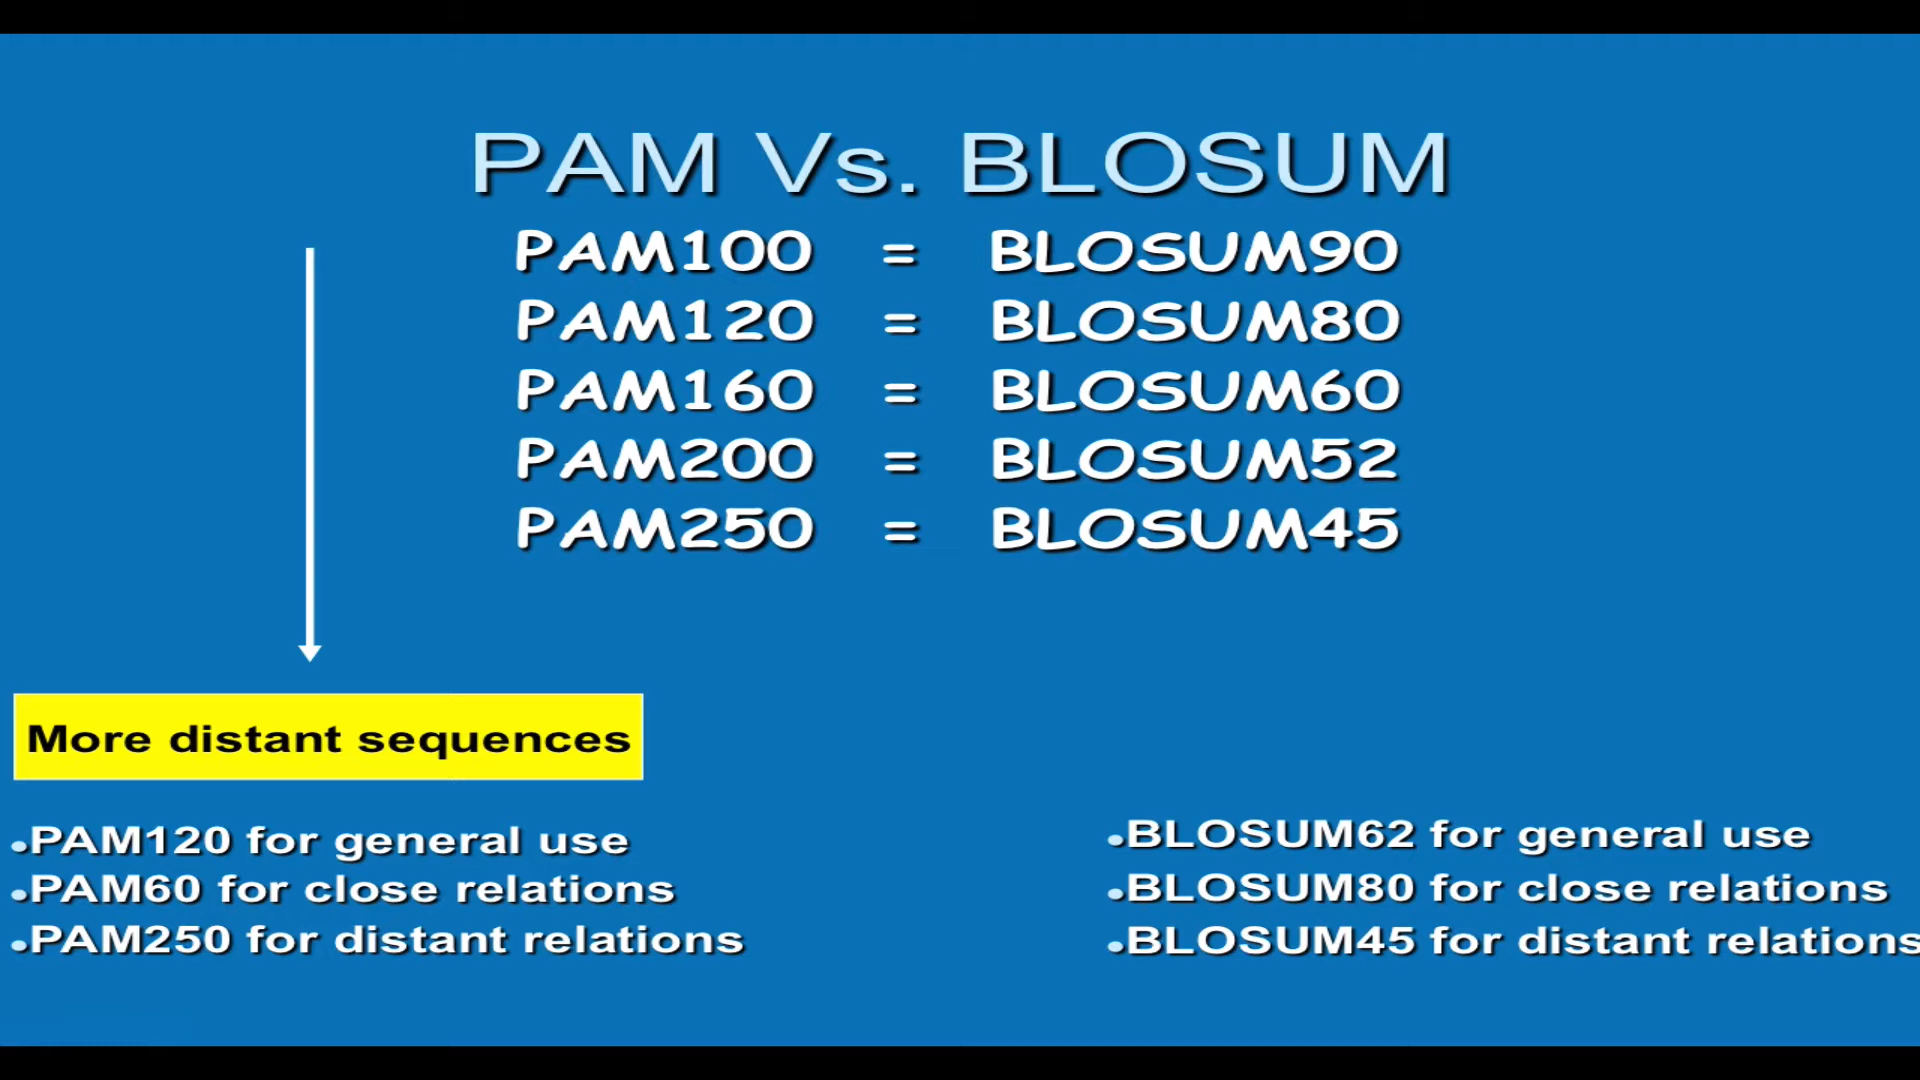 PAM Vs. BLOSUM
PAM100 = BLOSUM90
PAM120 = BLOSUM80
PAM160 = BLOSUM60
PAM200 = BLOSUM52
PAM250 = BLOSUM45
More distant sequences
•PAM120 for general use
•PAM60 for close relations
•PAM250 for distant relations
•BLOSUM62 for general use
•BLOSUM80 for close relations
•BLOSUM45 for distant relations